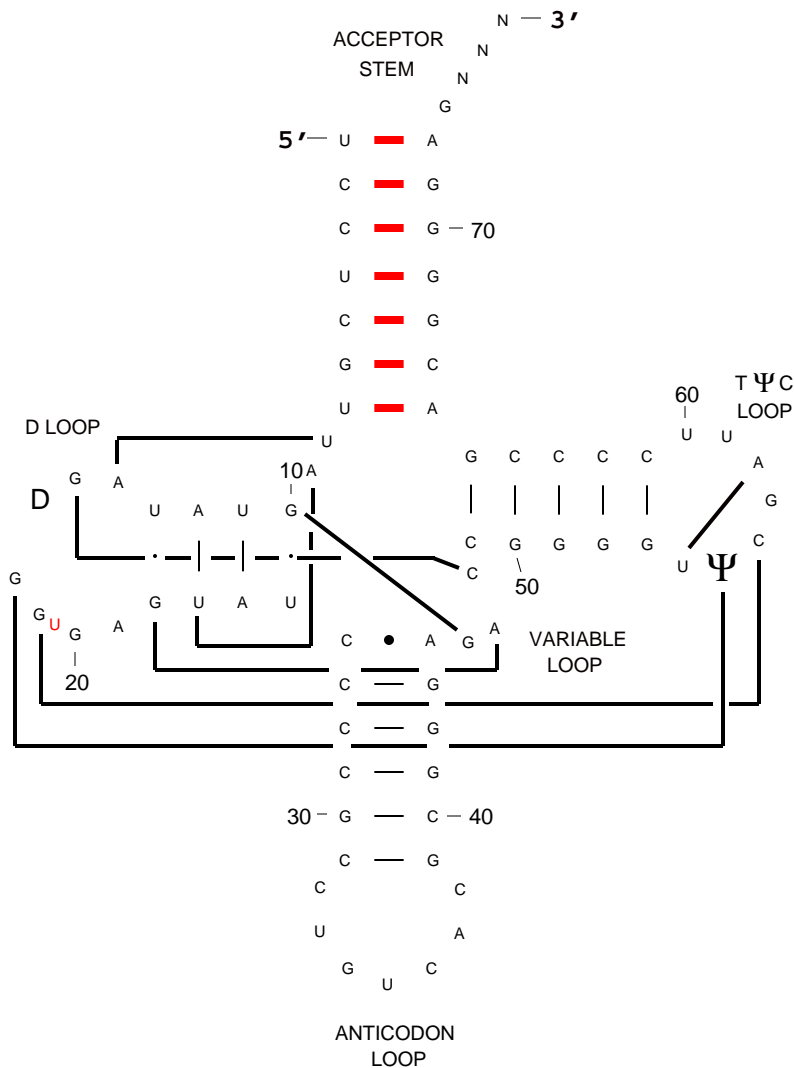 N 3′
ACCEPTOR
STEM
N
N
G
5′ U A
C G
C G 70
U G
C G
G C
U A
T Ψ C
LOOP
60
D LOOP
U
U U
G A
10 A
G C C C C
A
D
U A U G
G
C G G G G
C
U Ψ
C
50
G
G U G A
G U A U
20
C A G A
VARIABLE
LOOP
C G
C G
C G
30 G C 40
C G
C C
U A
G C
U
ANTICODON
LOOP